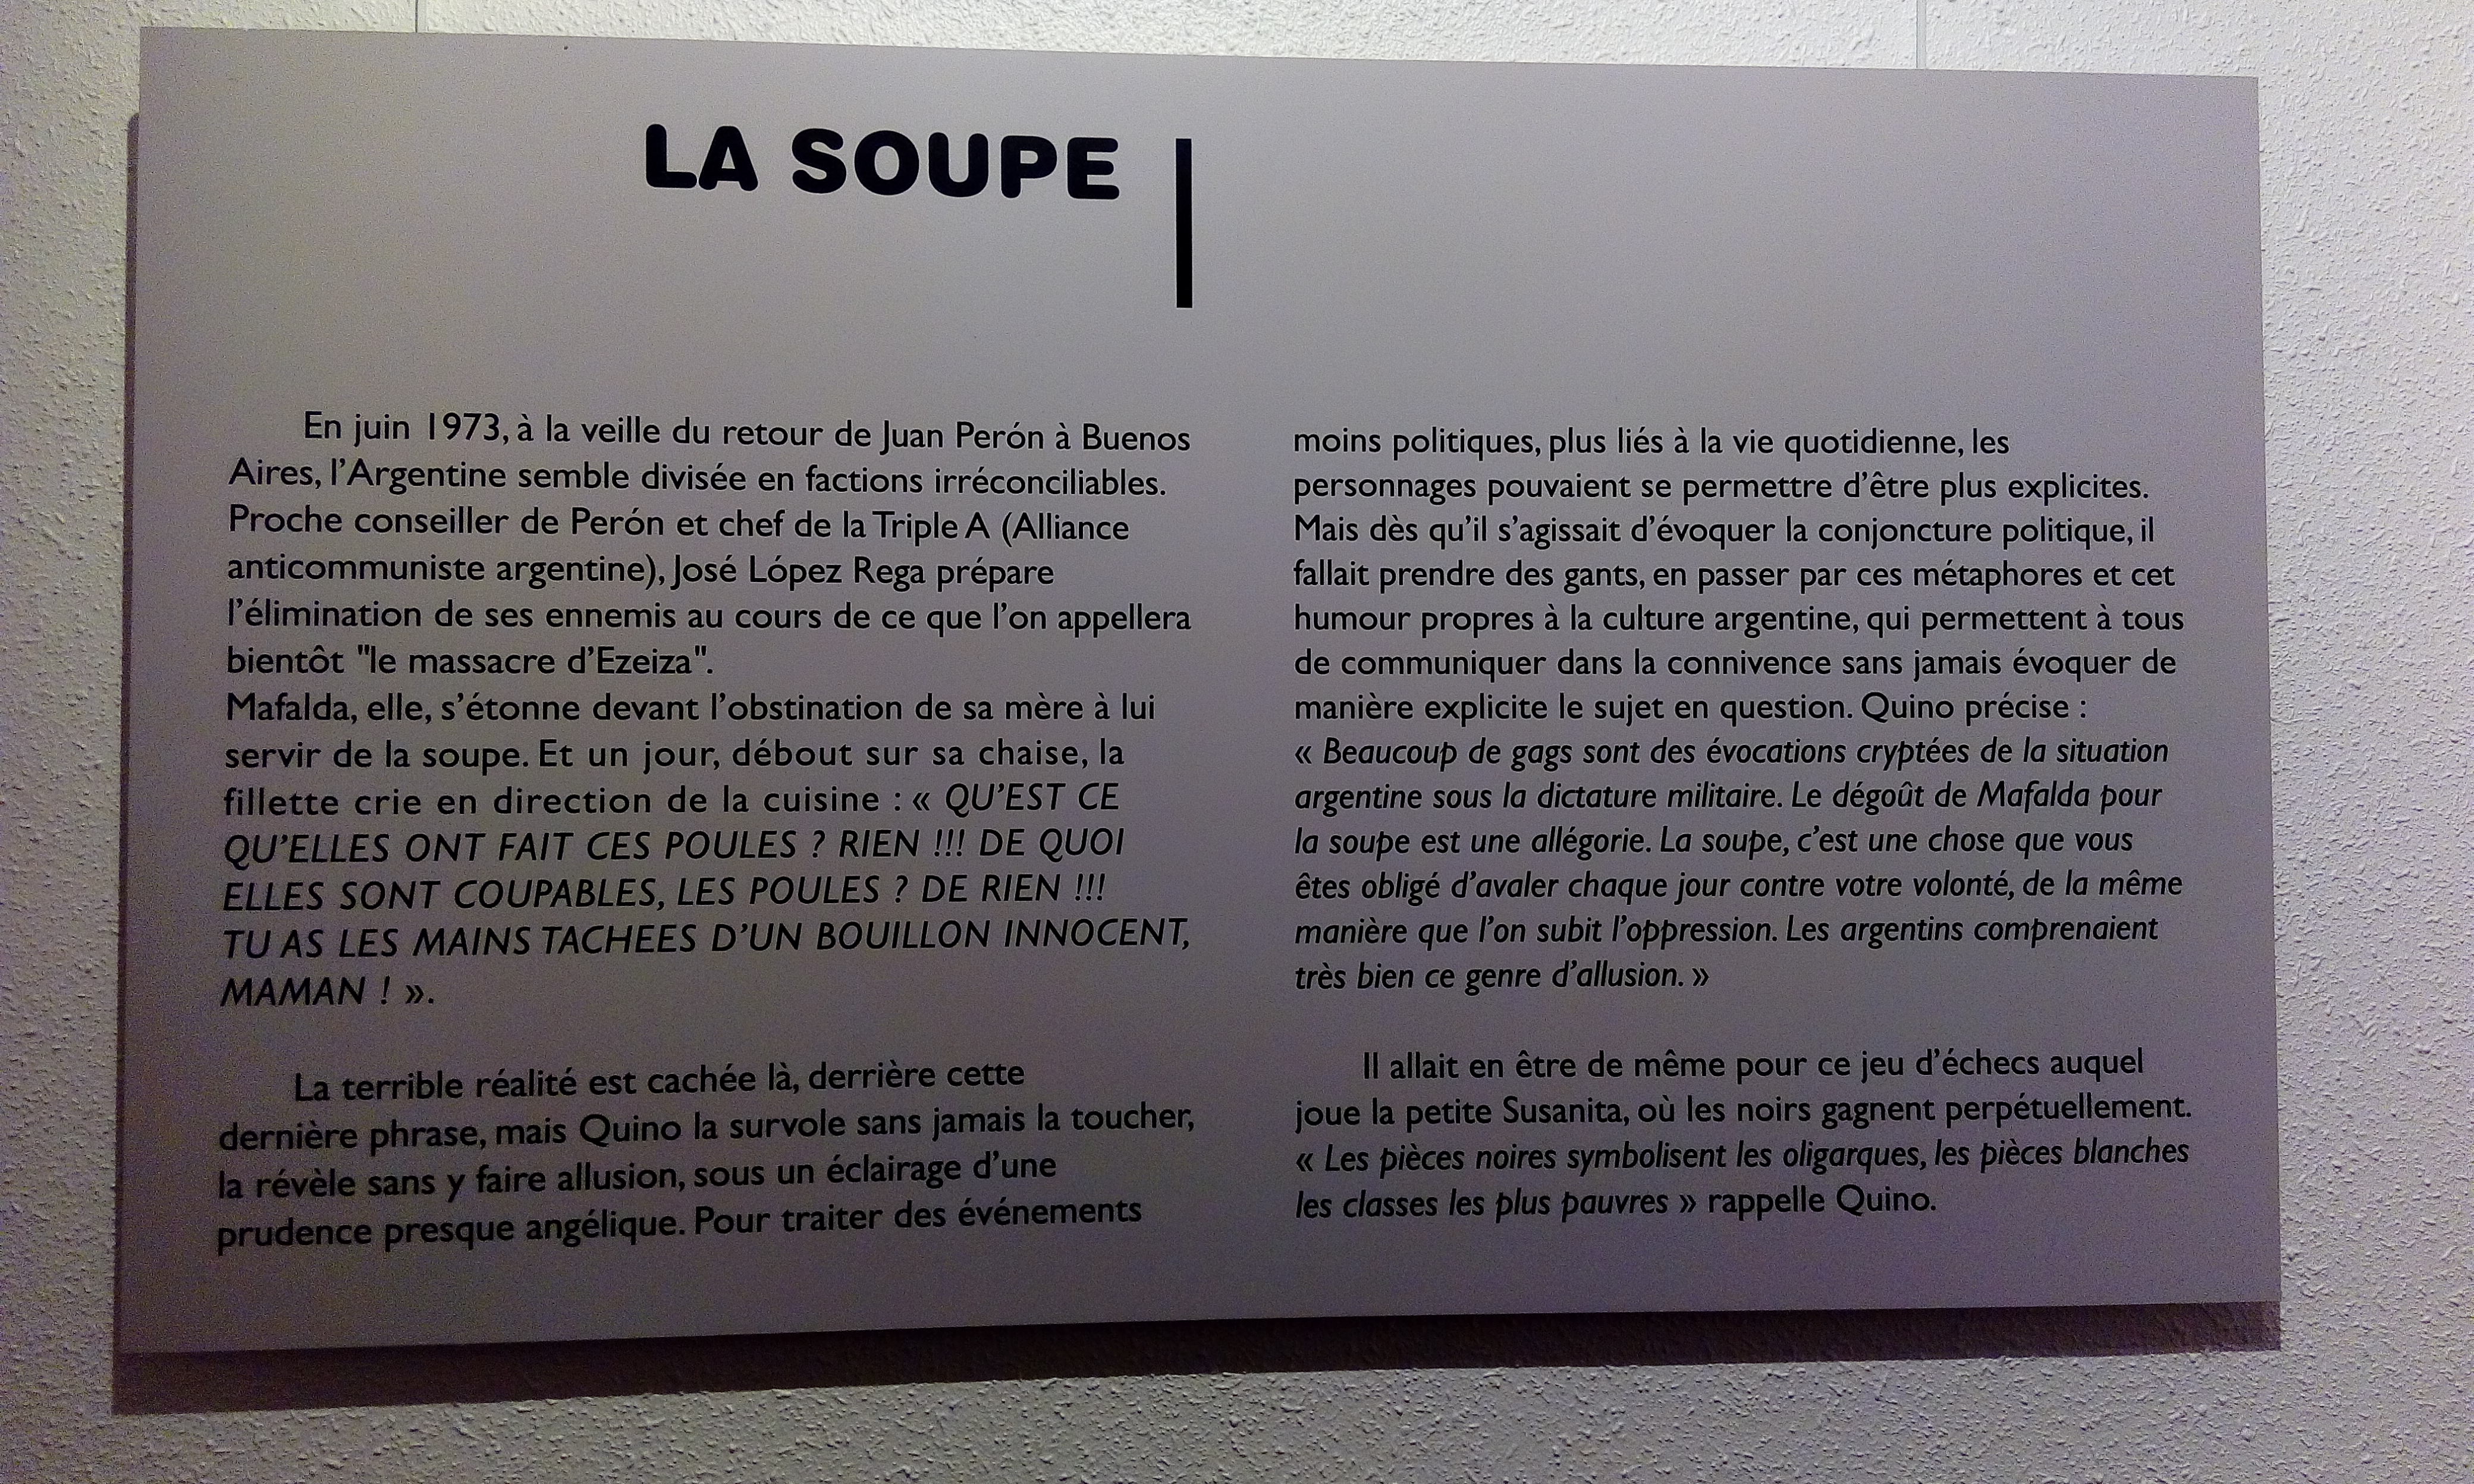 LA SOUPE
En juin 1973, à la veille du retour de Juan Perón à Buenos
Aires, l’Argentine semble divisée en factions irréconciliables.
Proche conseiller de Perón et chef de la Triple A (Alliance
anticommuniste argentine), José López Rega prépare
l’élimination de ses ennemis au cours de ce que l’on appellera
bientôt "le massacre d’Ezeiza".
Mafalda, elle, s’étonne devant l’obstination de sa mère à lui
servir de la soupe. Et un jour, débout sur sa chaise, la
fillette crie en direction de la cuisine : « QU’EST CE
QU’ELLES ONT FAIT CES POULES ? RIEN !!! DE QUOI
ELLES SONT COUPABLES, LES POULES ? DE RIEN !!!
TU AS LES MAINS TACHEES D’UN BOUILLON INNOCENT,
MAMAN ! ».
La terrible réalité est cachée là, derrière cette
dernière phrase, mais Quino la survole sans jamais la toucher,
la révèle sans y faire allusion, sous un éclairage d’une
prudence presque angélique. Pour traiter des événements
moins politiques, plus liés à la vie quotidienne, les
personnages pouvaient se permettre d’être plus explicites.
Mais dès qu’il s’agissait d’évoquer la conjoncture politique, il
fallait prendre des gants, en passer par ces métaphores et cet
humour propres à la culture argentine, qui permettent à tous
de communiquer dans la connivence sans jamais évoquer de
manière explicite le sujet en question. Quino précise :
« Beaucoup de gags sont des évocations cryptées de la situation
argentine sous la dictature militaire. Le dégoût de Mafalda pour
la soupe est une allégorie. La soupe, c’est une chose que vous
êtes obligé d’avaler chaque jour contre votre volonté, de la même
manière que l’on subit l’oppression. Les argentins comprenaient
très bien ce genre d’allusion. »
Il allait en être de même pour ce jeu d’échecs auquel
joue la petite Susanita, où les noirs gagnent perpétuellement.
« Les pièces noires symbolisent les oligarques, les pièces blanches
les classes les plus pauvres » rappelle Quino.